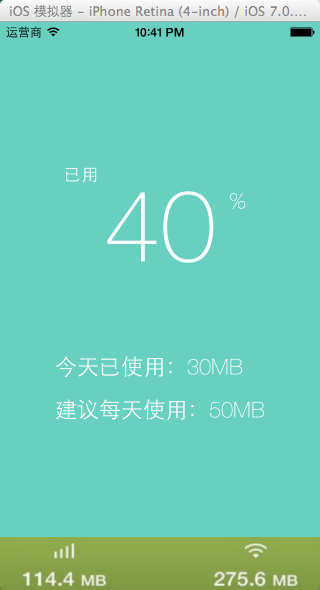 iOS 模拟器 - iPhone Retina (4-inch) / iOS 7.0....
运营商 10:41 PM
已用
40 %
今天已使用：30MB
建议每天使用：50MB
114.4 MB 275.6 MB